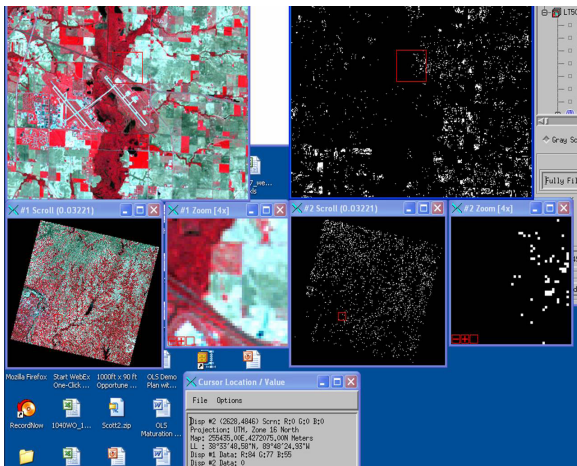 LT50
Gray Sc
Fully Fil
#1 Scroll (0.03221)
#1 Zoom [4x]
#2 Scroll (0.03221)
#2 Zoom [4x]
Mozilla Firefox
Start WebEx
One-Click ...
1000ft x 90 ft
Opportune ...
OLS Demo
Plan wit...
RecordNow
1040WO_1...
Scott2.zip
OLS
Maturation ...
Cursor Location / Value
File Options
Disp #2 (2628,4846) Scrn: R:0 G:0 B:0
Projection: UTM, Zone 16 North
Map: 255435.00E,4272075.00N Meters
LL : 38°33'48.58"N, 89°48'24.93"W
Disp #1 Data: R:84 G:77 B:55
Disp #2 Data: 0